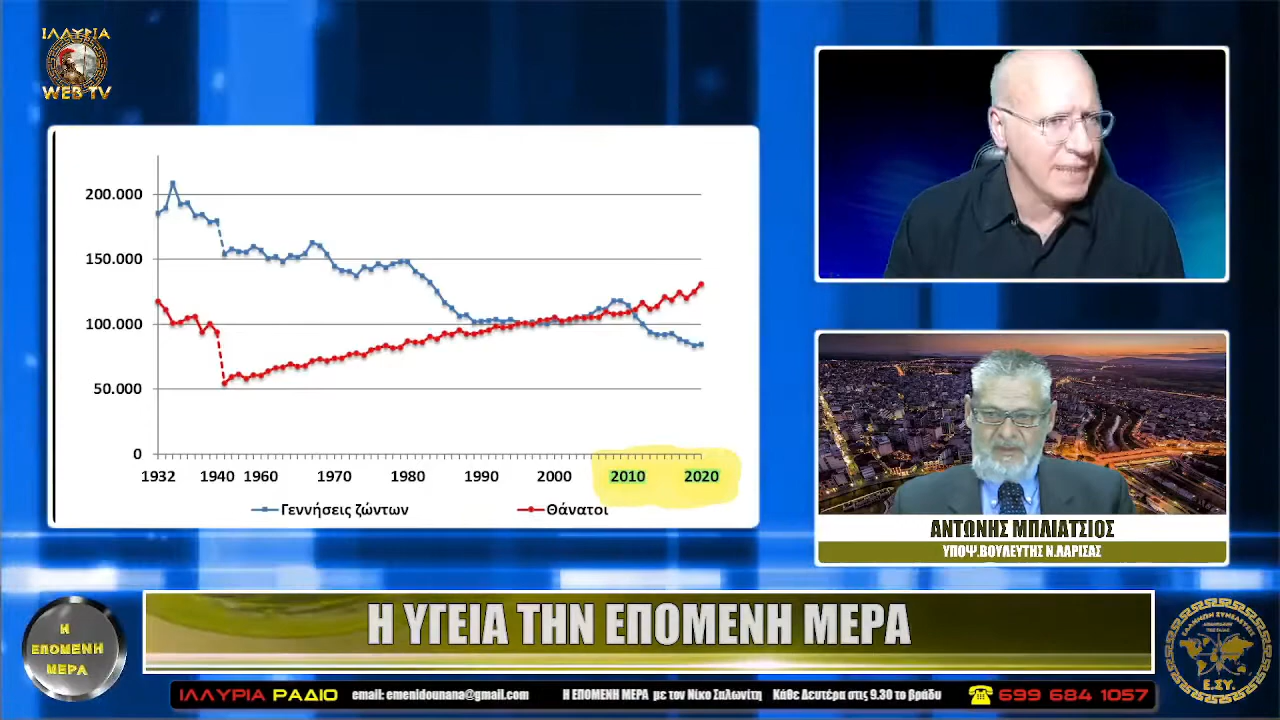 ΙΛΛΥΡΙΑ
WEB TV
200.000
150.000
100.000
50.000
0
1932 1940 1960 1970 1980 1990 2000 2010 2020
Γεννήσεις ζώντων Θάνατοι
ΑΝΤΩΝΗΣ ΜΠΛΙΑΤΣΙΟΣ
ΥΠΟΨ.ΒΟΥΛΕΥΤΗΣ Ν.ΛΑΡΙΣΑΣ
Η ΥΓΕΙΑ ΤΗΝ ΕΠΟΜΕΝΗ ΜΕΡΑ
Η
ΕΠΟΜΕΝΗ
ΜΕΡΑ
ΕΛΛΗΝΩΝ ΣΥΝΕΛΕΥΣΙΣ
Ε.ΣΥ.
ΙΛΛΥΡΙΑ ΡΑΔΙΟ email: emenidounana@gmail.com Η ΕΠΟΜΕΝΗ ΜΕΡΑ με τον Νίκο Σαλωνίτη Κάθε Δευτέρα στις 9.30 το βράδυ 699 684 1057